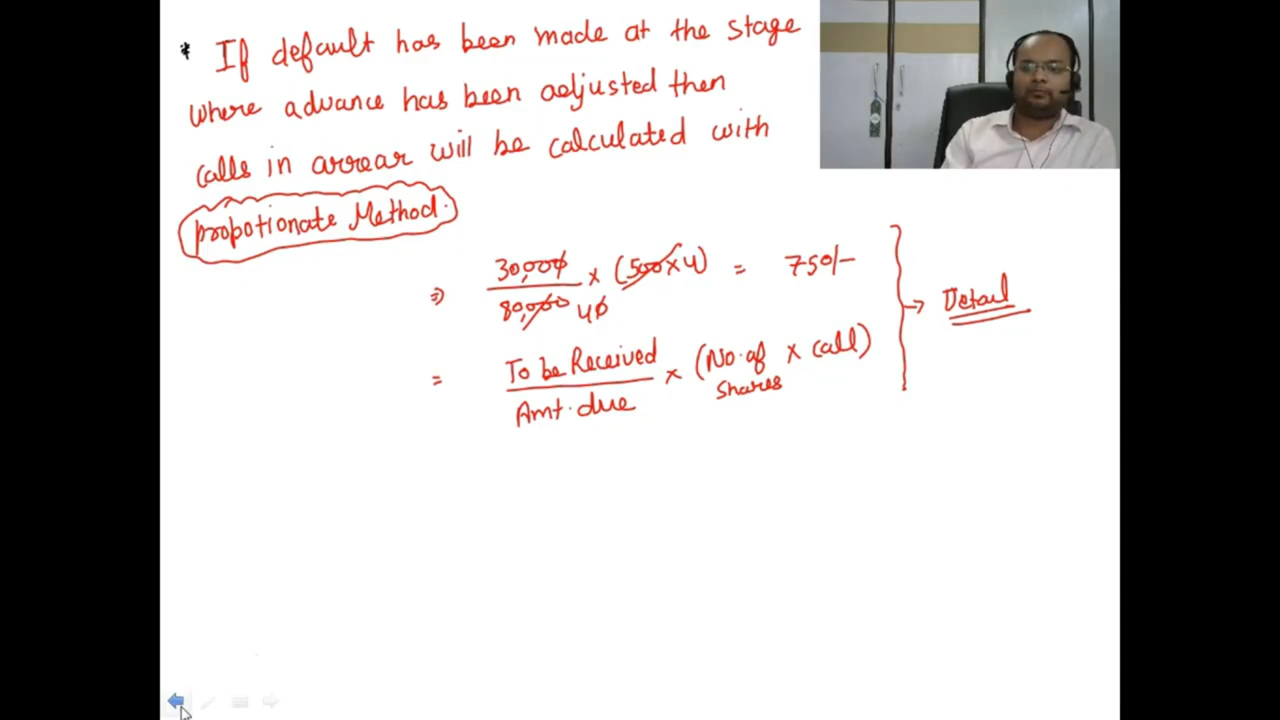 * If default has been made at the stage
where advance has been adjusted then
calls in arrear will be calculated with
propotionate Method.
⇒ 30,000 / 80,000 40 × (500 × 4) = 750/-
= To be Received / Amt. due × (No. of shares × call)
→ Detail